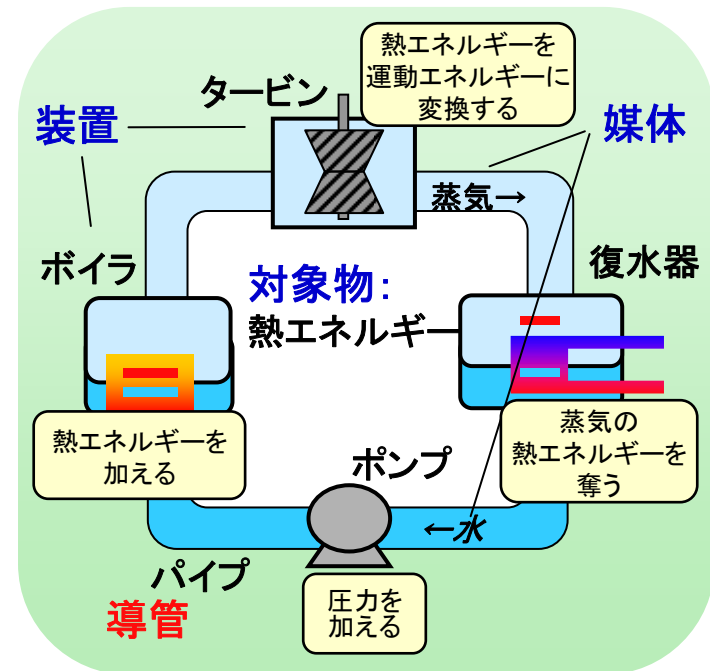 熱エネルギーを
運動エネルギーに
変換する
タービン
装置
媒体
蒸気→
ボイラ
復水器
対象物:
熱エネルギー
熱エネルギーを
加える
蒸気の
熱エネルギーを
奪う
ポンプ
←水
パイプ
導管
圧力を
加える